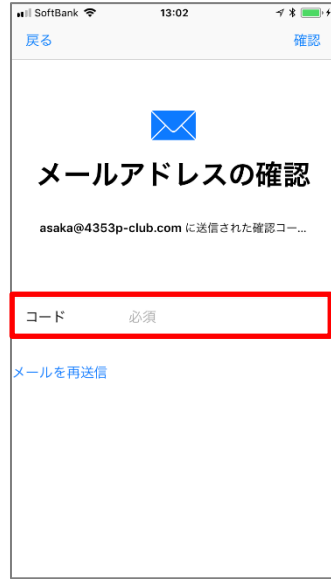 SoftBank 13:02
戻る 確認
メールアドレスの確認
asaka@4353p-club.com に送信された確認コー...
コード 必須
メールを再送信